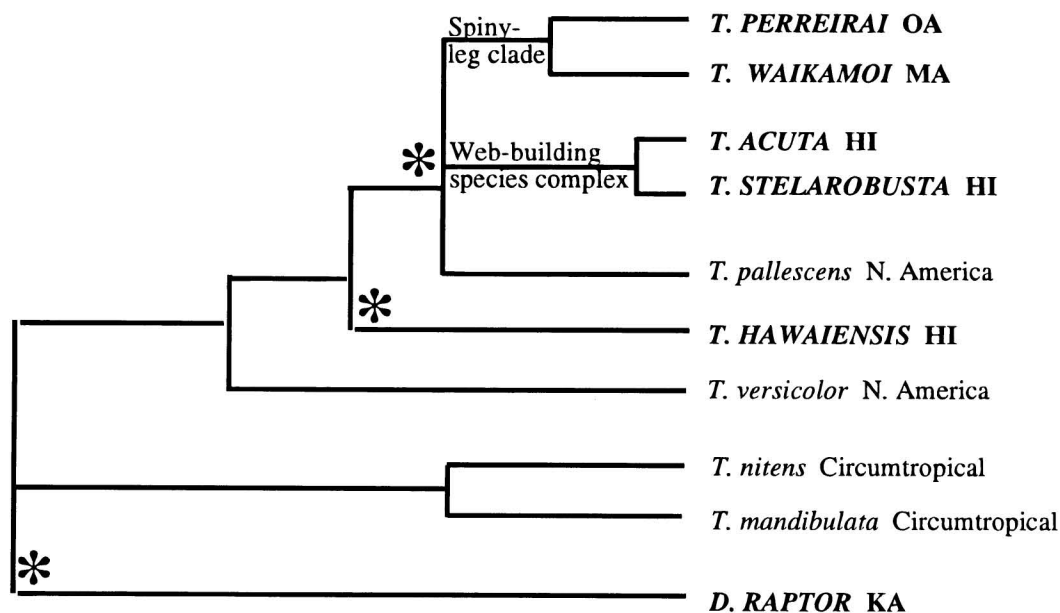 Spiny-
leg clade
T. PERREIRAI OA
T. WAIKAMOI MA
Web-building
species complex
T. ACUTA HI
T. STELAROBUSTA HI
T. pallescens N. America
T. HAWAIENSIS HI
T. versicolor N. America
T. nitens Circumtropical
T. mandibulata Circumtropical
D. RAPTOR KA